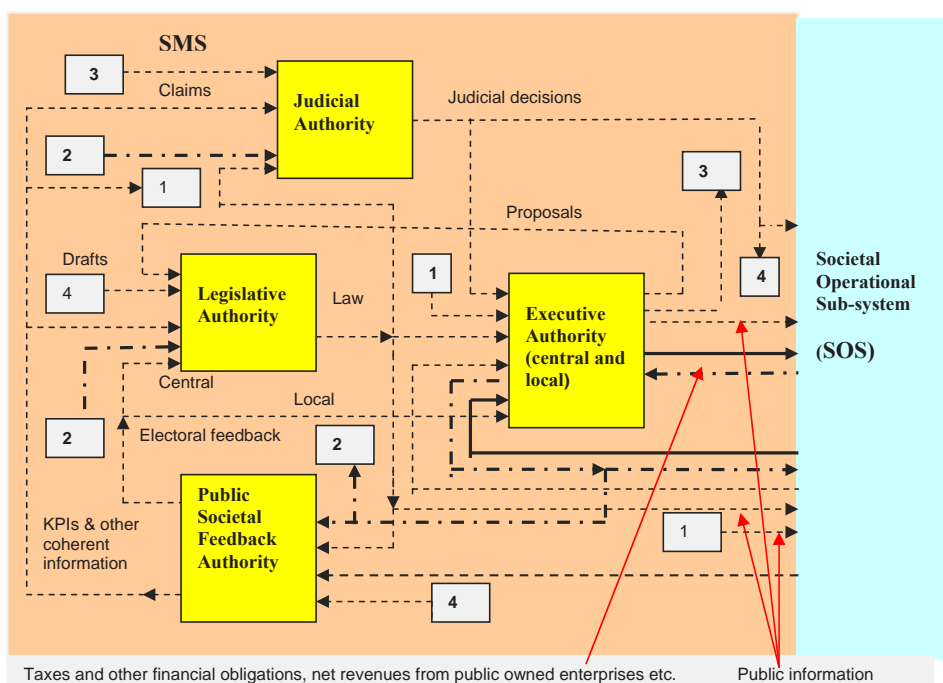 SMS
3
Claims
Judicial
Authority
Judicial decisions
2
1
3
Proposals
Drafts
4
Legislative
Authority
Law
1
4
Executive
Authority
(central and
local)
Societal
Operational
Sub-system
(SOS)
Central
Local
2
Electoral feedback
2
Public
Societal
Feedback
Authority
KPIs & other
coherent
information
1
4
Taxes and other financial obligations, net revenues from public owned enterprises etc.
Public information